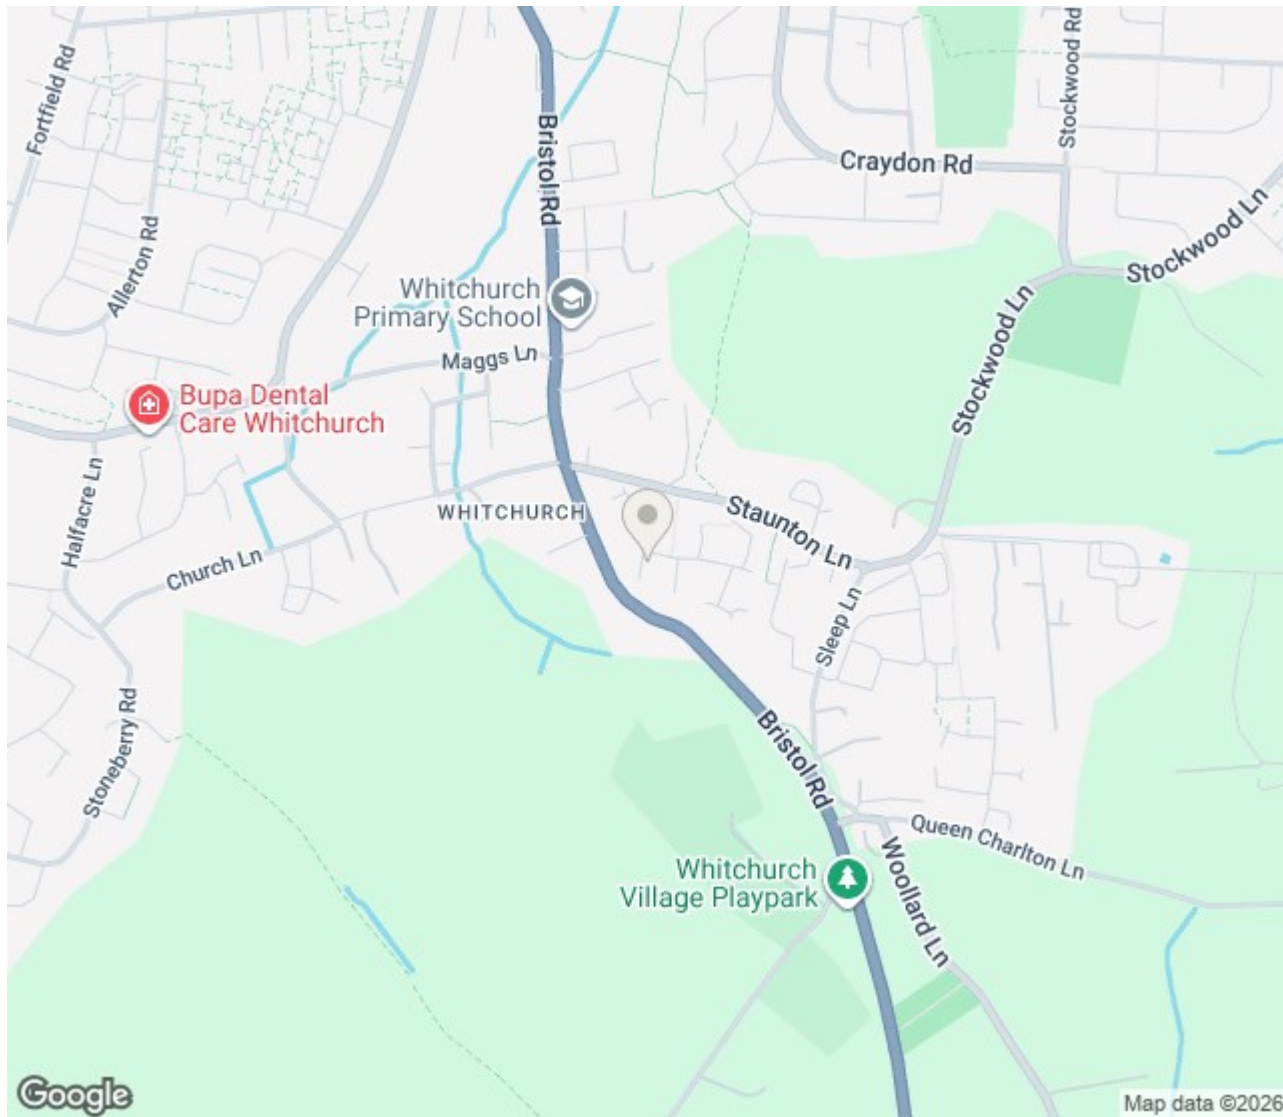 Fortfield Rd
Bristol Rd
Stockwood Rd
Craydon Rd
Allerton Rd
Stockwood Ln
Whitchurch
Primary School
Maggs Ln
Stockwood Ln
Bupa Dental
Care Whitchurch
Halfacre Ln
WHITCHURCH
Staunton Ln
Church Ln
Sleep Ln
Stoneberry Rd
Bristol Rd
Queen Charlton Ln
Whitchurch
Village Playpark
Woollard Ln
Google
Map data ©2026